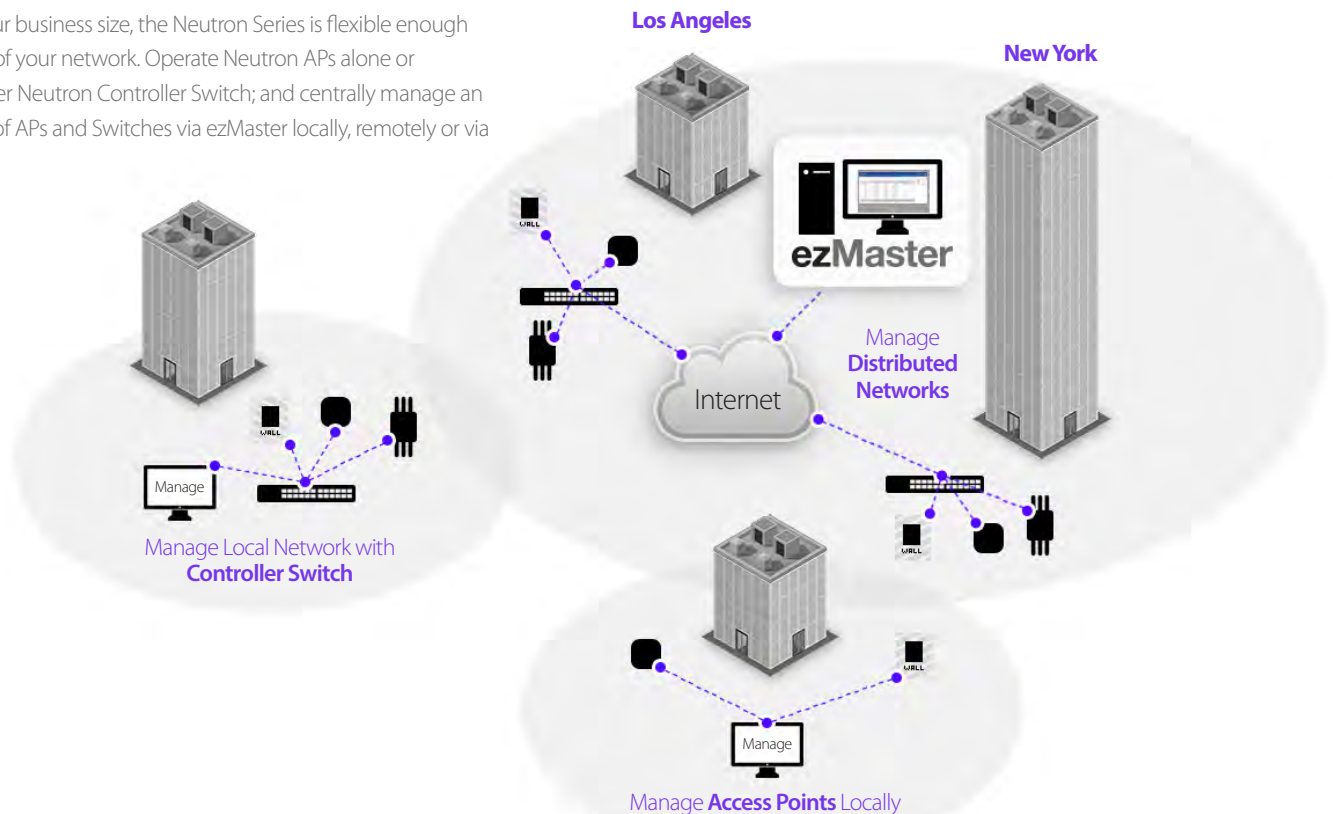 r business size, the Neutron Series is flexible enough
of your network. Operate Neutron APs alone or
er Neutron Controller Switch; and centrally manage an
of APs and Switches via ezMaster locally, remotely or via
Los Angeles
New York
WALL
ezMaster
Manage
Distributed
Networks
Internet
WALL
Manage
Manage Local Network with
Controller Switch
WALL
WALL
Manage
Manage Access Points Locally